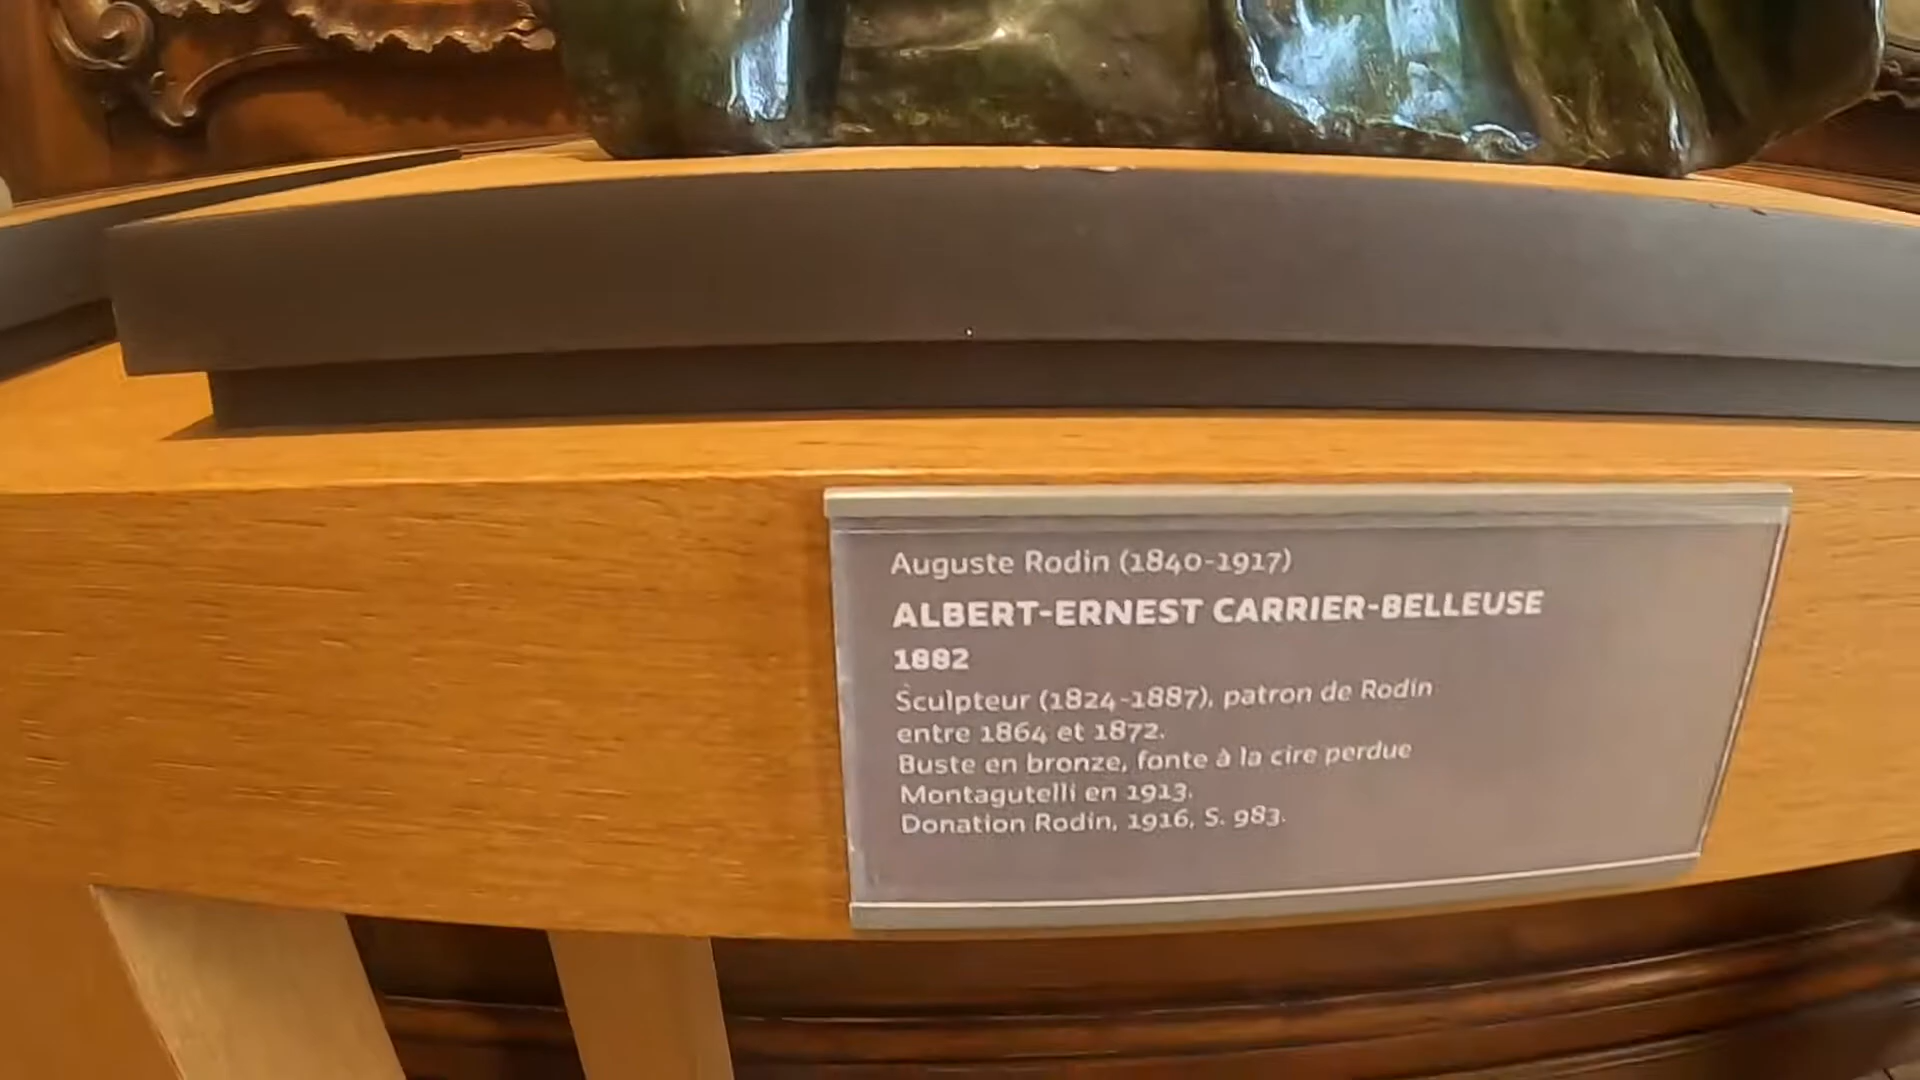 Auguste Rodin (1840-1917)
ALBERT-ERNEST CARRIER-BELLEUSE
1882
Sculpteur (1824-1887), patron de Rodin
entre 1864 et 1872.
Buste en bronze, fonte à la cire perdue
Montagutelli en 1913.
Donation Rodin, 1916, S. 983.